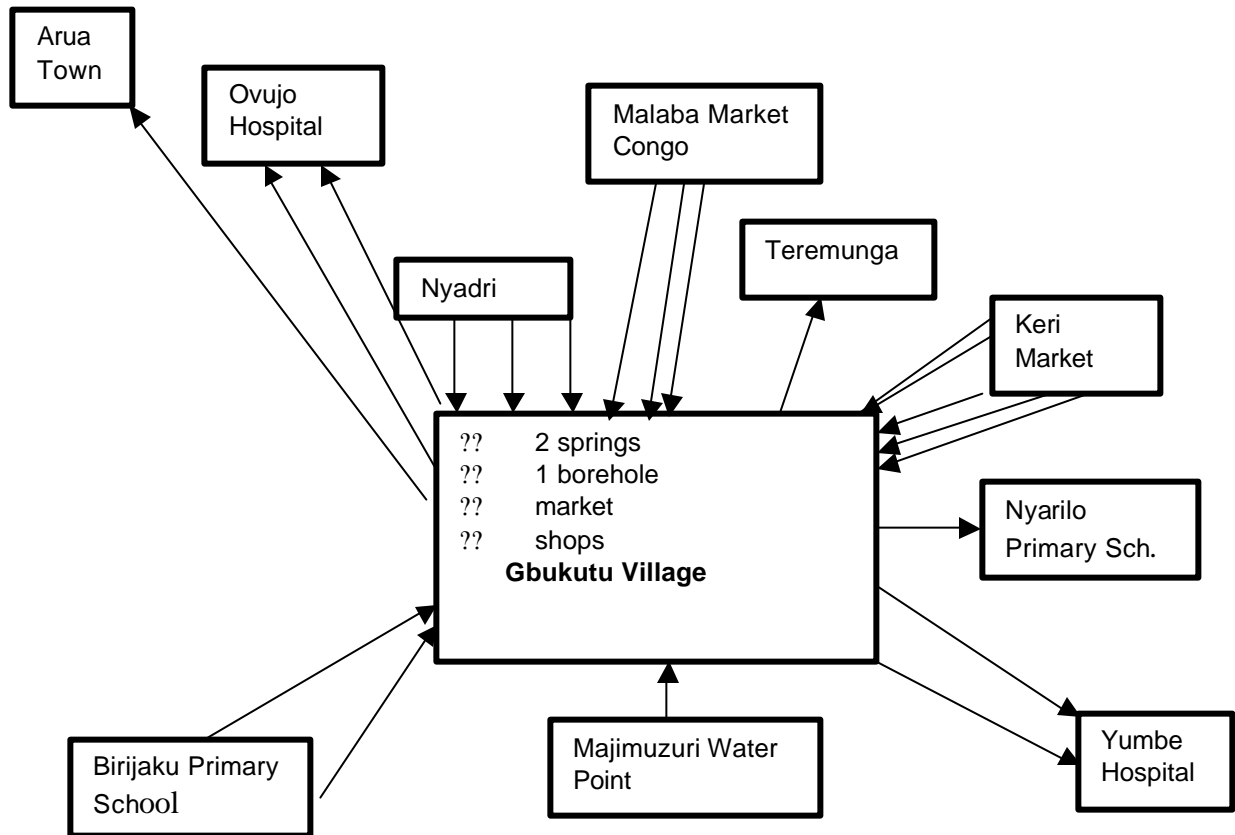 Arua
Town
Ovujo
Hospital
Malaba Market
Congo
Teremunga
Nyadri
Keri
Market
?? 2 springs
?? 1 borehole
?? market
?? shops
Gbukutu Village
Nyarilo
Primary Sch.
Birijaku Primary
School
Majimuzuri Water
Point
Yumbe
Hospital